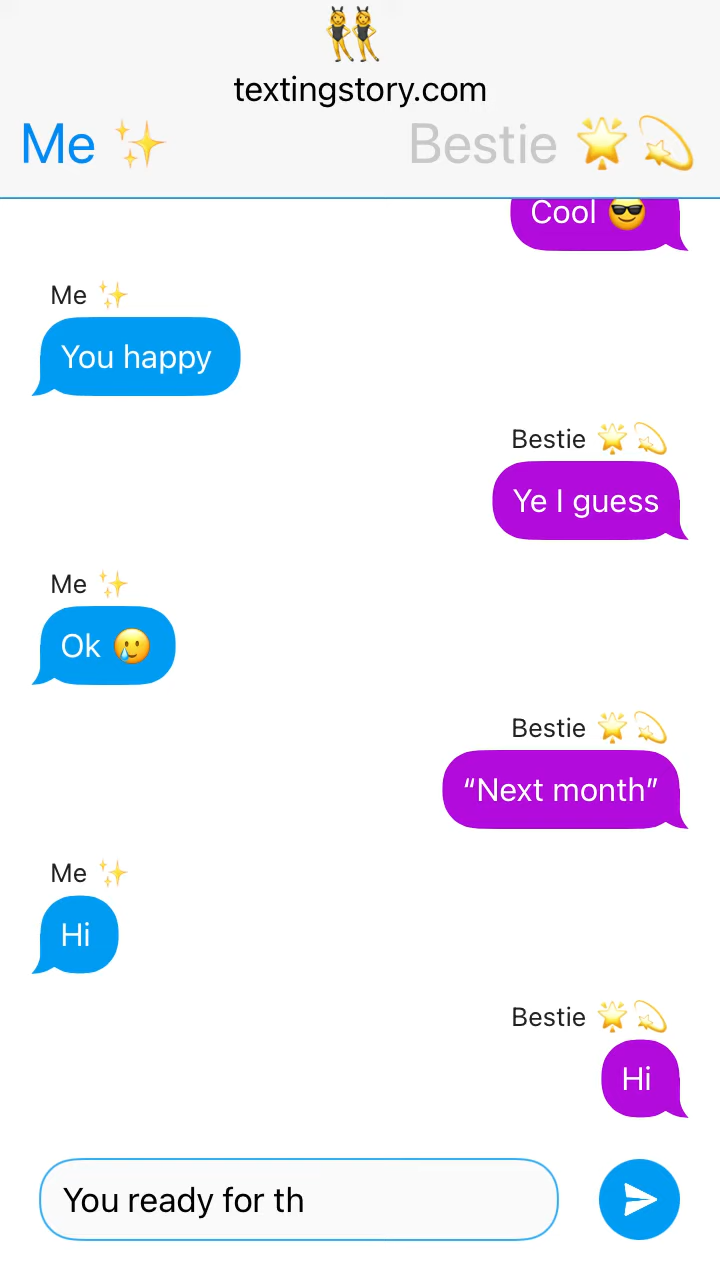 👯
textingstory.com
Me ✨ Bestie 🌟💫
Cool 😎
Me ✨
You happy
Bestie 🌟💫
Ye I guess
Me ✨
Ok 🥲
Bestie 🌟💫
“Next month”
Me ✨
Hi
Bestie 🌟💫
Hi
You ready for th